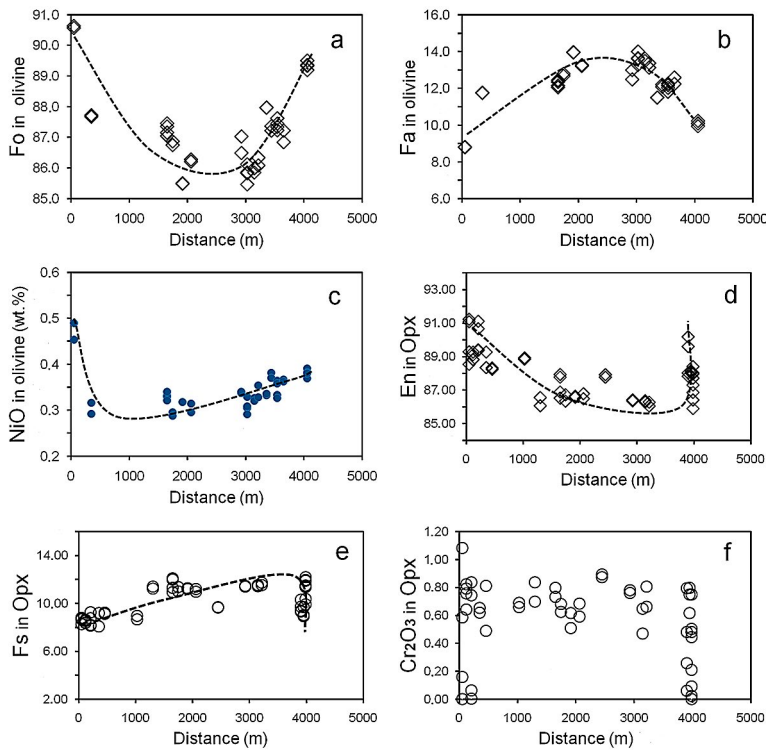 a
Fo in olivine
91.0
90.0
89.0
88.0
87.0
86.0
85.0
0 1000 2000 3000 4000 5000
Distance (m)
b
Fa in olivine
16.0
14.0
12.0
10.0
8.0
6.0
0 1000 2000 3000 4000 5000
Distance (m)
c
NiO in olivine (wt.%)
0,6
0,5
0,4
0,3
0,2
0 1000 2000 3000 4000 5000
Distance (m)
d
En in Opx
93.00
91.00
89.00
87.00
85.00
0 1000 2000 3000 4000 5000
Distance (m)
e
Fs in Opx
12.00
10.00
7.00
2.00
0 1000 2000 3000 4000 5000
Distance (m)
f
Cr2O3 in Opx
1.20
1.00
0.80
0.60
0.40
0.20
0,00
0 1000 2000 3000 4000 5000
Distance (m)